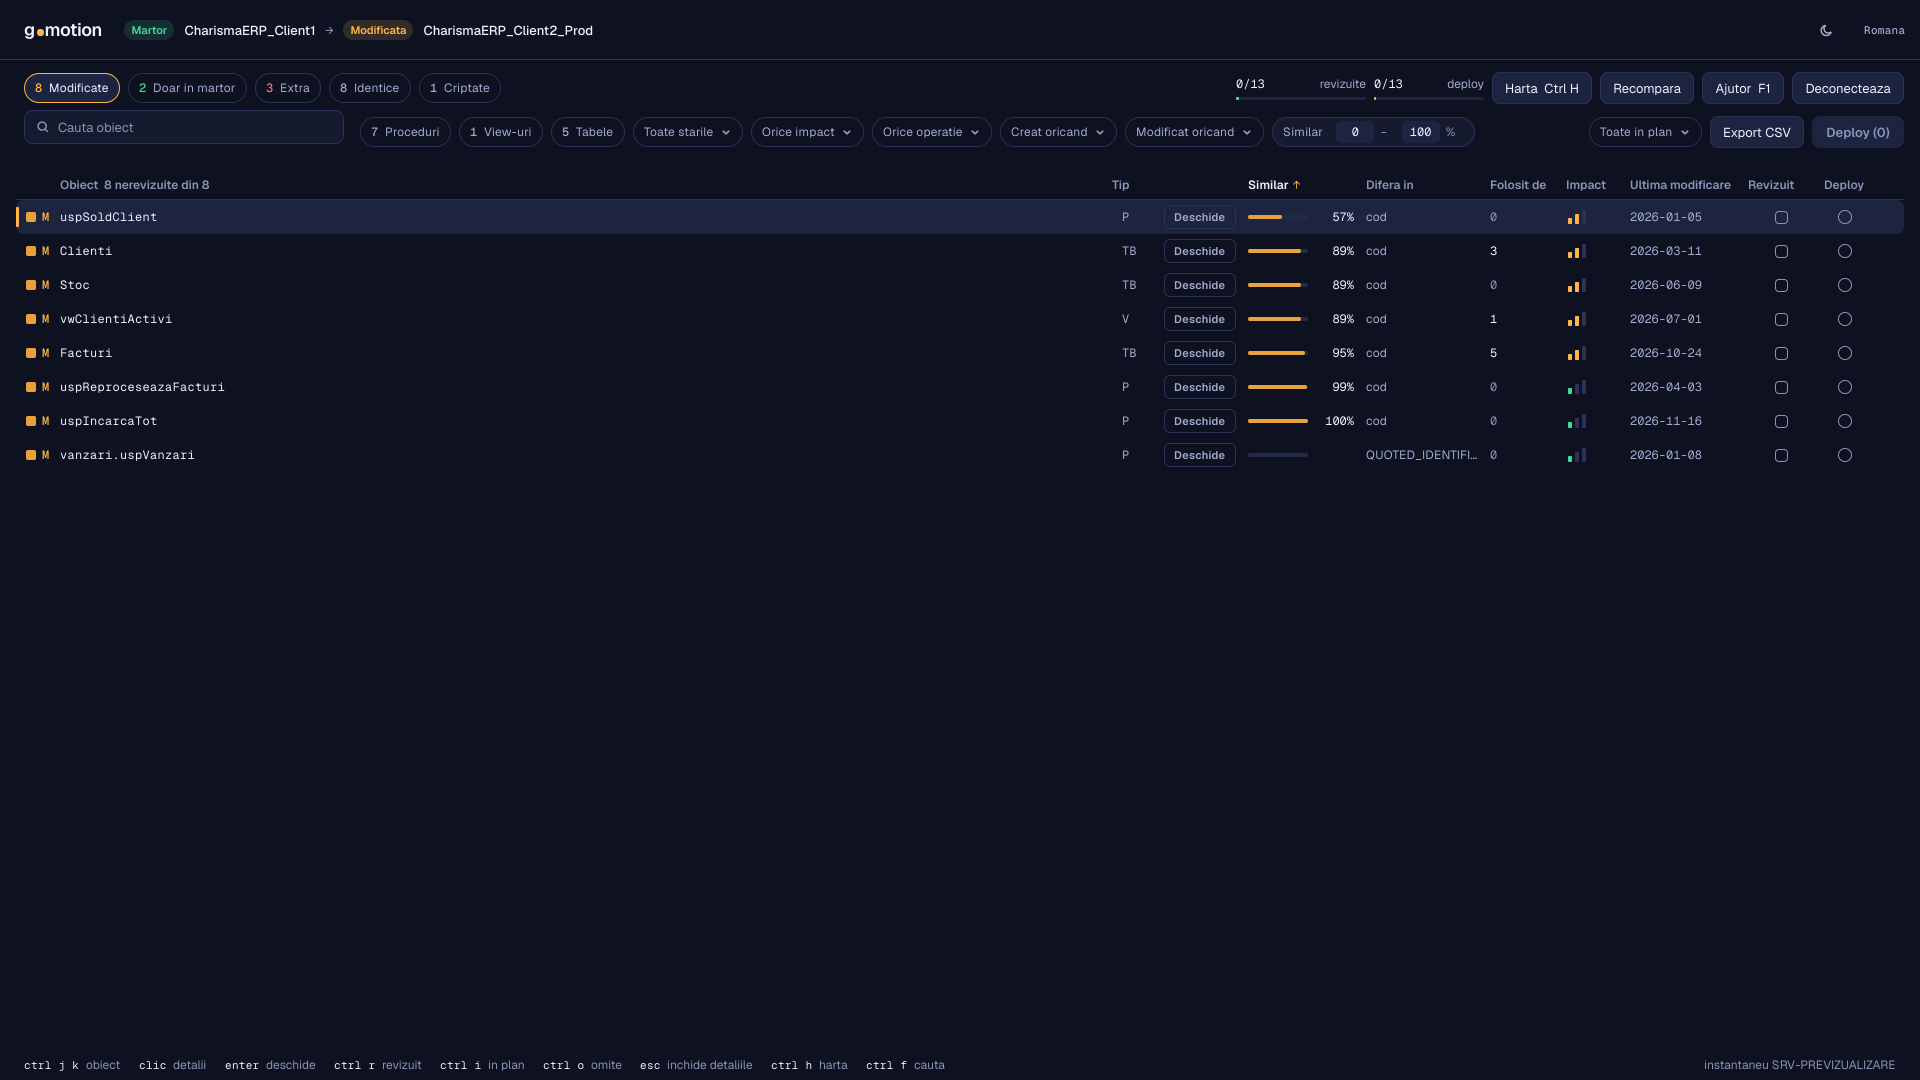 g●motion Martor CharismaERP_Client1 → Modificata CharismaERP_Client2_Prod Romana
8 Modificate 2 Doar in martor 3 Extra 8 Identice 1 Criptate 0/13 revizuite 0/13 deploy Harta Ctrl H Recompara Ajutor F1 Deconecteaza
Cauta obiect 7 Proceduri 1 View-uri 5 Tabele Toate starile Orice impact Orice operatie Creat oricand Modificat oricand Similar 0 – 100 % Toate in plan Export CSV Deploy (0)
Obiect 8 nerevizuite din 8 Tip Similar ↑ Difera in Folosit de Impact Ultima modificare Revizuit Deploy
M uspSoldClient P Deschide 57% cod 0 2026-01-05
M Clienti TB Deschide 89% cod 3 2026-03-11
M Stoc TB Deschide 89% cod 0 2026-06-09
M vwClientiActivi V Deschide 89% cod 1 2026-07-01
M Facturi TB Deschide 95% cod 5 2026-10-24
M uspReproceseazaFacturi P Deschide 99% cod 0 2026-04-03
M uspIncarcaTot P Deschide 100% cod 0 2026-11-16
M vanzari.uspVanzari P Deschide QUOTED_IDENTIFI... 0 2026-01-08
ctrl j k obiect clic detalii enter deschide ctrl r revizuit ctrl i in plan ctrl o omite esc inchide detaliile ctrl h harta ctrl f cauta instantaneu SRV-PREVIZUALIZARE